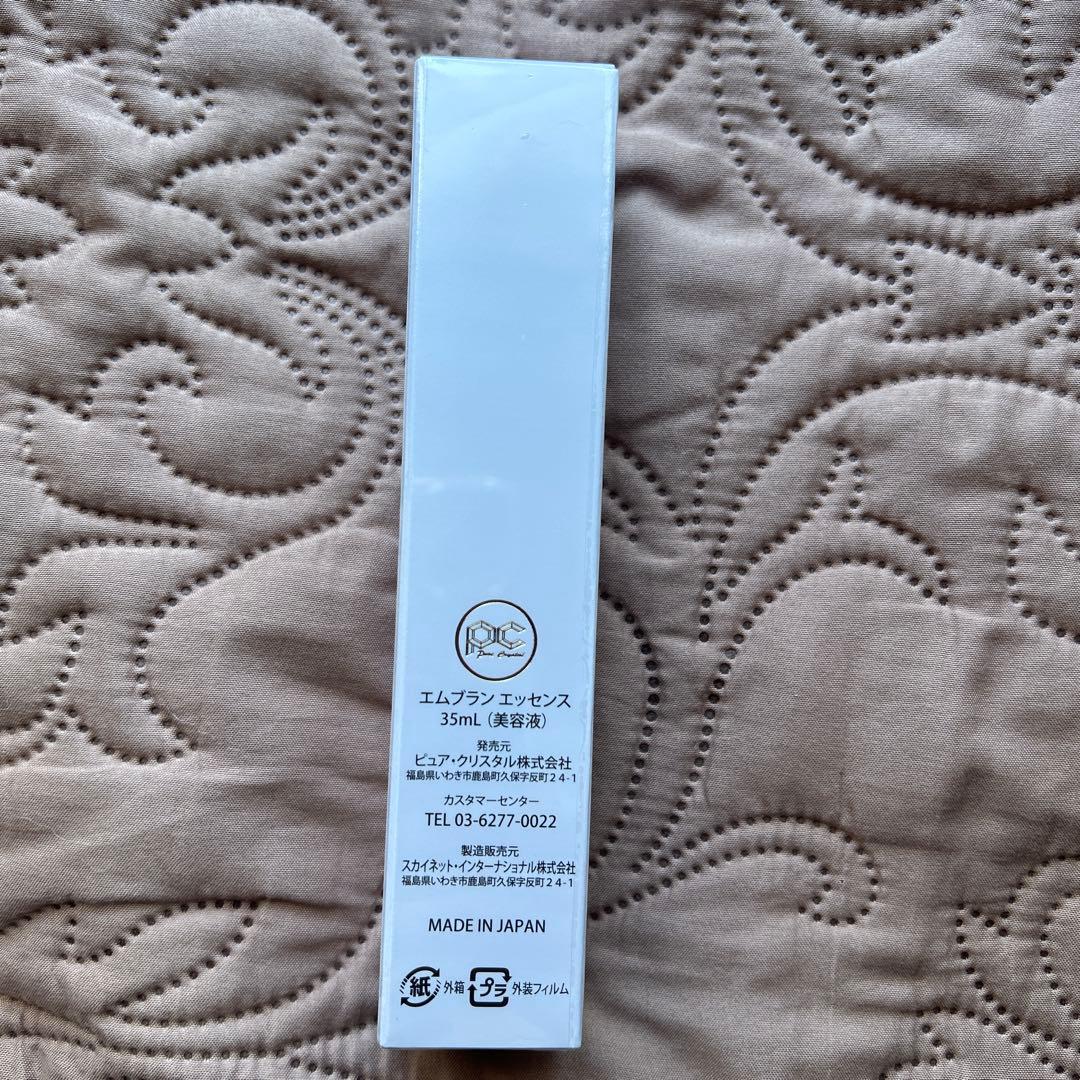 PC
Pure Crystal
エムブラン エッセンス
35mL（美容液）
発売元
ピュア・クリスタル株式会社
福島県いわき市鹿島町久保字反町２４-１
カスタマーセンター
TEL 03-6277-0022
製造販売元
スカイネット・インターナショナル株式会社
福島県いわき市鹿島町久保字反町２４-１
MADE IN JAPAN
紙 外箱 プラ 外装フィルム